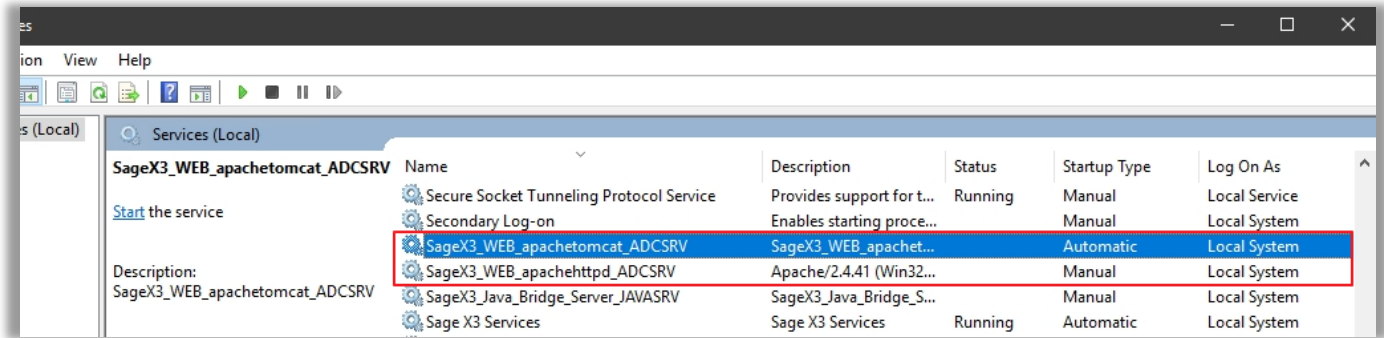 es
ion View Help
s (Local)
Services (Local)
SageX3_WEB_apachetomcat_ADCSRV
Start the service
Description:
SageX3_WEB_apachetomcat_ADCSRV
Name Description Status Startup Type Log On As
Secure Socket Tunneling Protocol Service Provides support for t... Running Manual Local Service
Secondary Log-on Enables starting proce... Manual Local System
SageX3_WEB_apachetomcat_ADCSRV SageX3_WEB_apachet... Automatic Local System
SageX3_WEB_apachehttpd_ADCSRV Apache/2.4.41 (Win32... Manual Local System
SageX3_Java_Bridge_Server_JAVASRV SageX3_Java_Bridge_S... Manual Local System
Sage X3 Services Sage X3 Services Running Automatic Local System